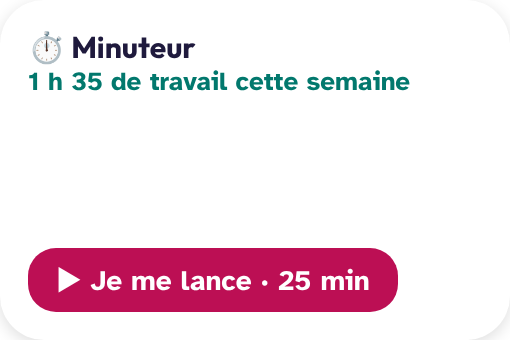 ⏱️ Minuteur
1 h 35 de travail cette semaine
▶ Je me lance · 25 min